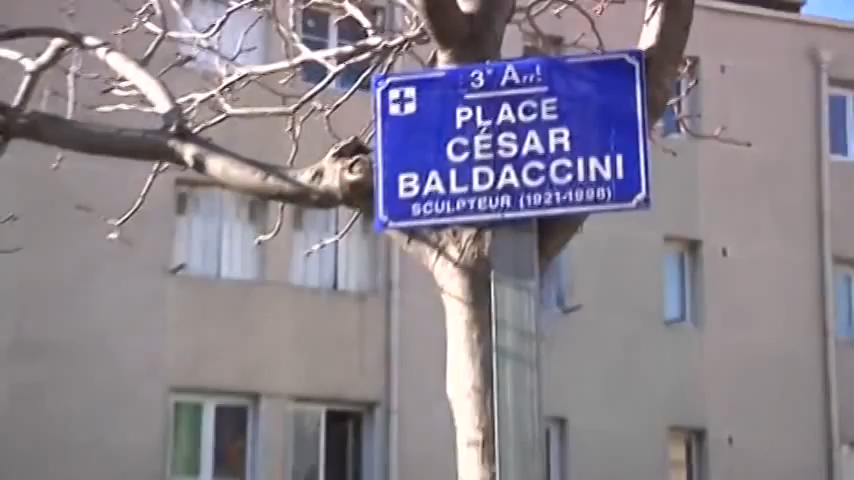 3e Arr!
PLACE
CÉSAR
BALDACCINI
SCULPTEUR (1921-1998)